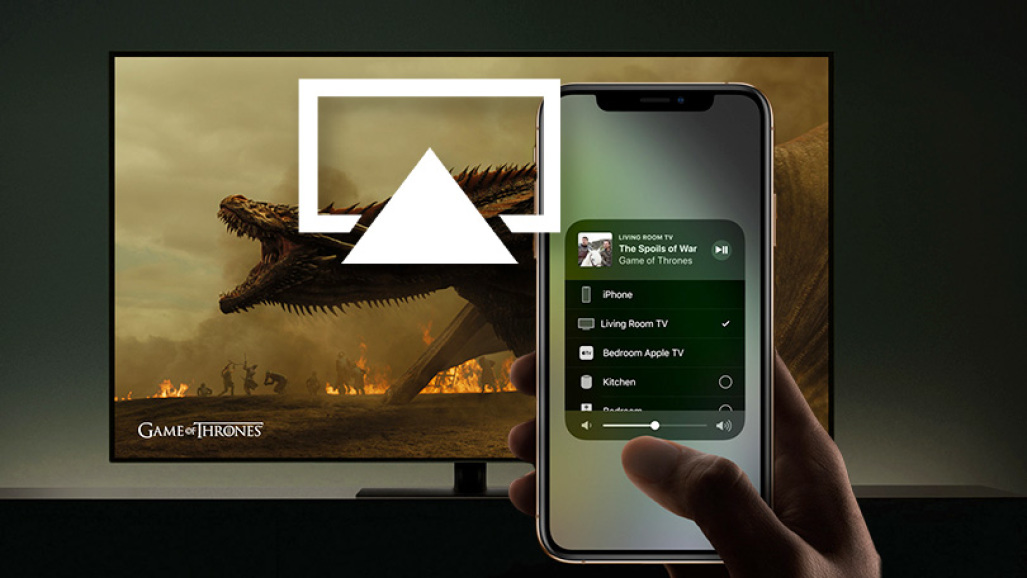 GAME OF THRONES
LIVING ROOM TV
The Spoils of War
Game of Thrones
iPhone
Living Room TV
tv
Bedroom Apple TV
Kitchen
Bedroom